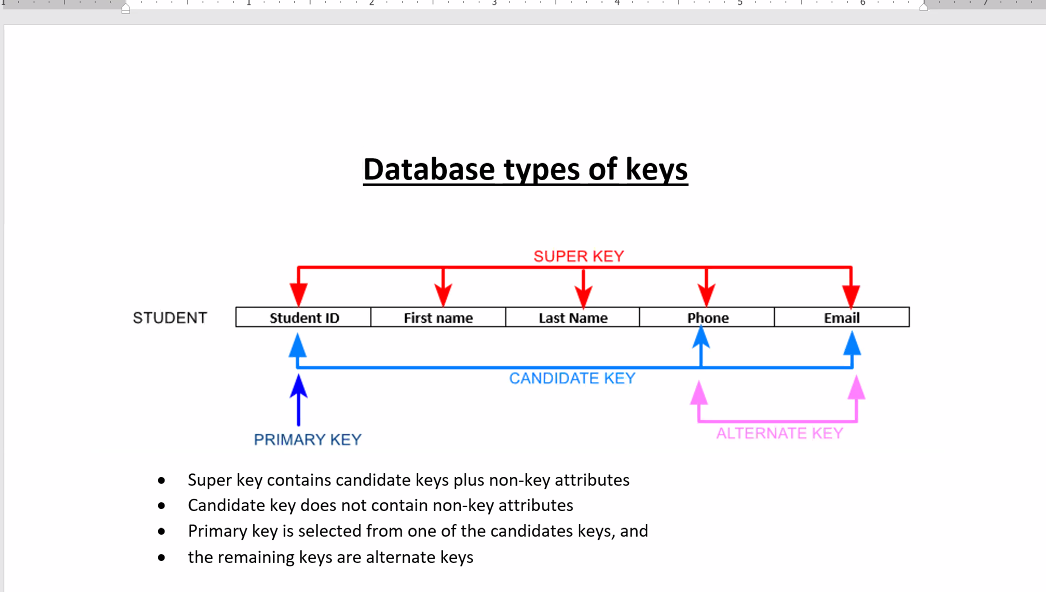 1 1 2 3 4 5 6 7
Database types of keys
SUPER KEY
STUDENT Student ID First name Last Name Phone Email
CANDIDATE KEY
PRIMARY KEY
ALTERNATE KEY
• Super key contains candidate keys plus non-key attributes
• Candidate key does not contain non-key attributes
• Primary key is selected from one of the candidates keys, and
• the remaining keys are alternate keys